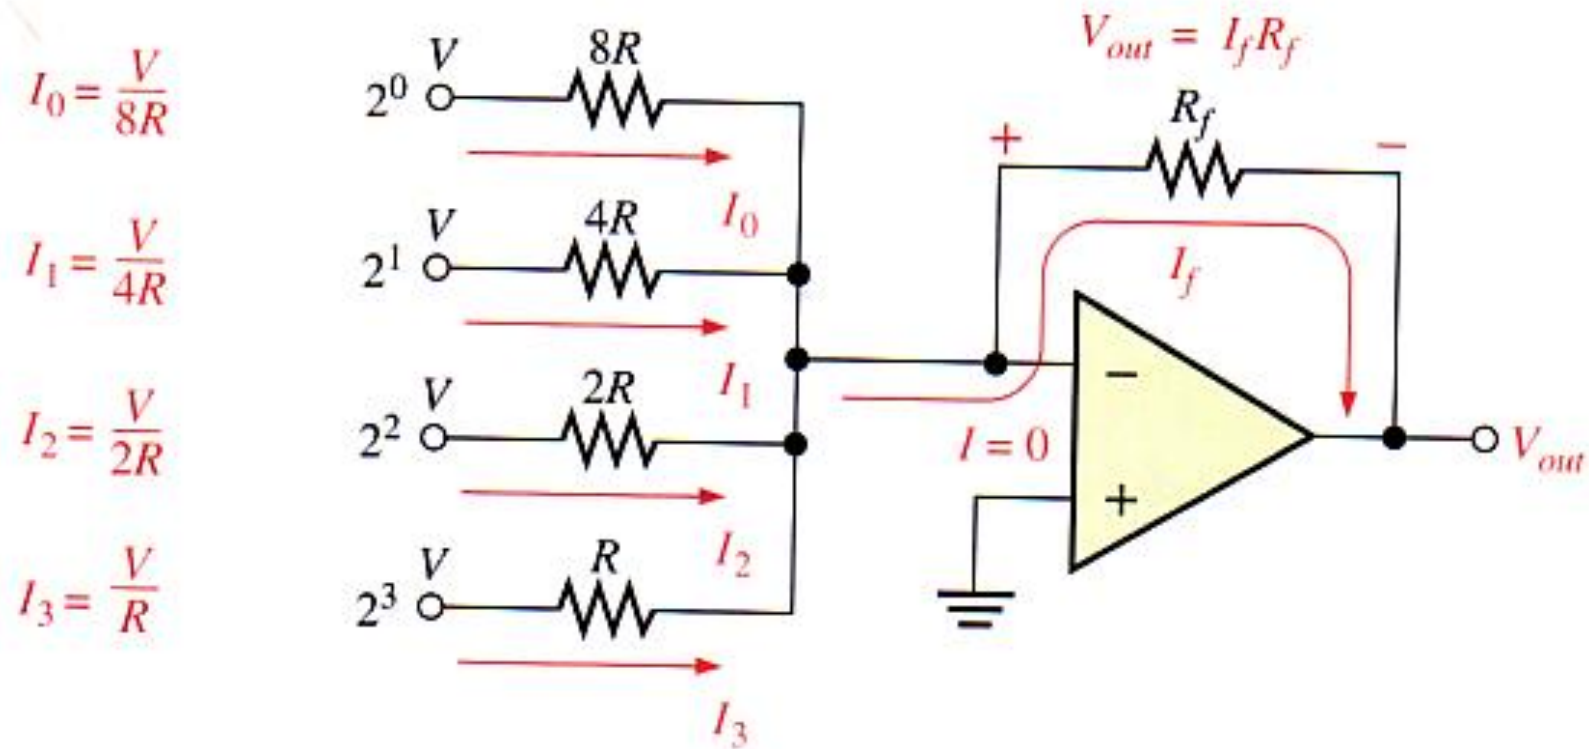 V_out = I_f R_f
I_0 = V/8R
2^0
V
8R
R_f
+
−
I_0
I_1 = V/4R
2^1
V
4R
I_f
I_1
−
I_2 = V/2R
2^2
V
2R
I = 0
V_out
+
I_2
I_3 = V/R
2^3
V
R
I_3